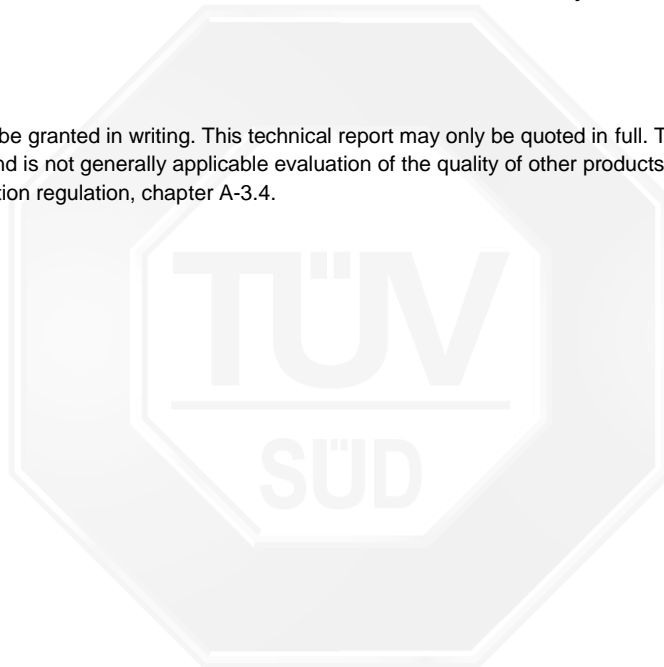 be granted in writing. This technical report may only be quoted in full. T
nd is not generally applicable evaluation of the quality of other products
tion regulation, chapter A-3.4.
TÜV
SÜD